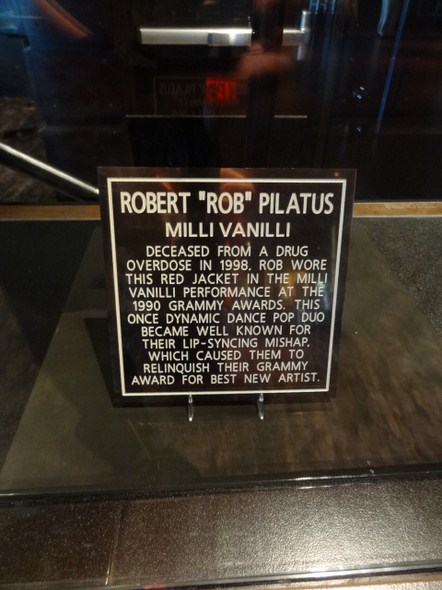 ROBERT "ROB" PILATUS
MILLI VANILLI
DECEASED FROM A DRUG
OVERDOSE IN 1998, ROB WORE
THIS RED JACKET IN THE MILLI
VANILLI PERFORMANCE AT THE
1990 GRAMMY AWARDS. THIS
ONCE DYNAMIC DANCE POP DUO
BECAME WELL KNOWN FOR
THEIR LIP-SYNCING MISHAP,
WHICH CAUSED THEM TO
RELINQUISH THEIR GRAMMY
AWARD FOR BEST NEW ARTIST.